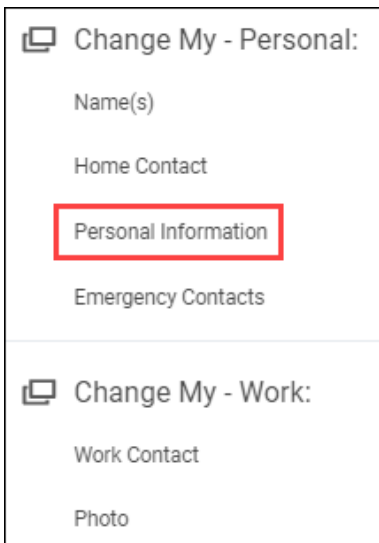 Change My - Personal:
Name(s)
Home Contact
Personal Information
Emergency Contacts
Change My - Work:
Work Contact
Photo